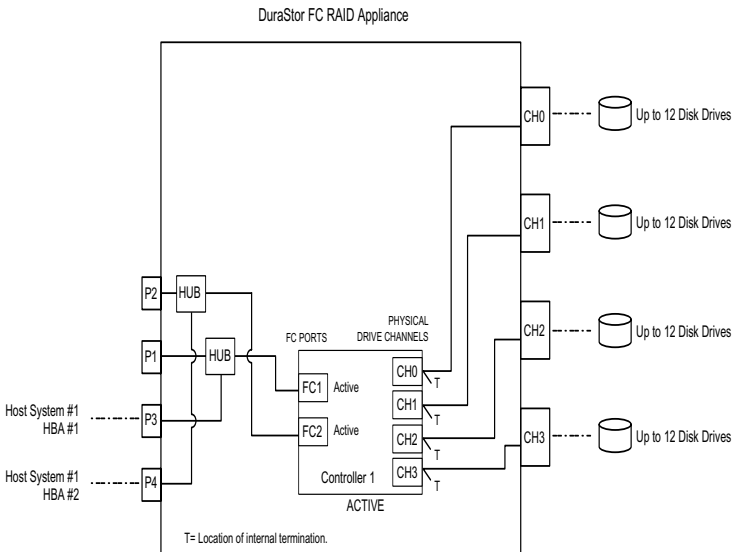 DuraStor FC RAID Appliance
CH0
Up to 12 Disk Drives
CH1
Up to 12 Disk Drives
P2
HUB
CH2
Up to 12 Disk Drives
PHYSICAL
FC PORTS
DRIVE CHANNELS
P1
HUB
CH0
T
FC1
Active
CH1
T
Host System #1
HBA #1
P3
FC2
Active
CH2
T
CH3
Up to 12 Disk Drives
Host System #1
HBA #2
P4
Controller 1
CH3
T
ACTIVE
T= Location of internal termination.